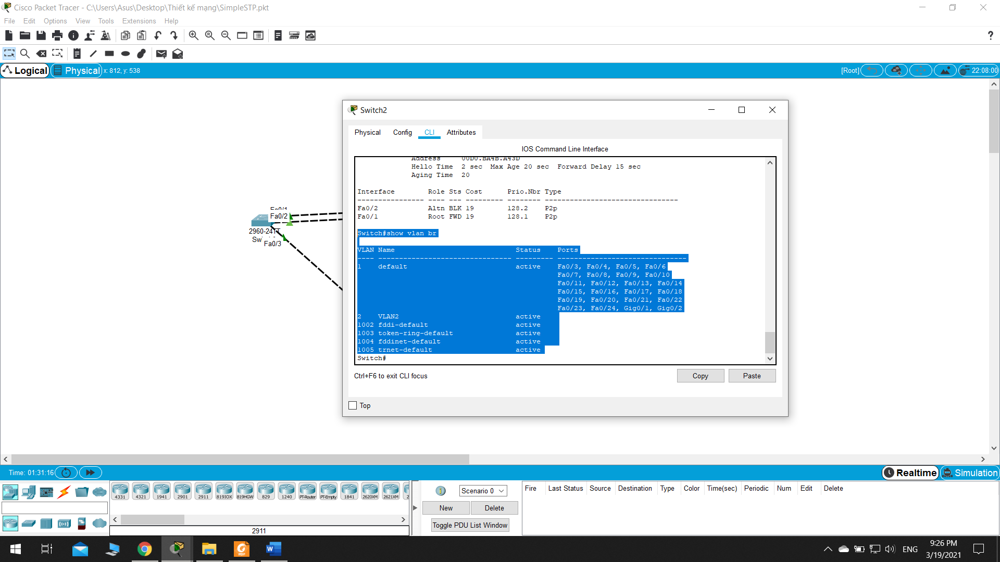 Cisco Packet Tracer - C:\Users\Asus\Desktop\Thiết kế mạng\SimpleSTP.pkt
File Edit Options View Tools Extensions Help
?
Logical Physical x: 812, y: 538 [Root] 22:08:00
Switch2
Physical Config CLI Attributes
IOS Command Line Interface
Address 00D0.BA4B.A43D
Hello Time 2 sec Max Age 20 sec Forward Delay 15 sec
Aging Time 20
Interface Role Sts Cost Prio.Nbr Type
---------------- ---- --- --------- -------- --------------------------------
Fa0/2 Altn BLK 19 128.2 P2p
Fa0/1 Root FWD 19 128.1 P2p
Switch#show vlan br
VLAN Name Status Ports
---- -------------------------------- --------- -------------------------------
1 default active Fa0/3, Fa0/4, Fa0/5, Fa0/6
Fa0/7, Fa0/8, Fa0/9, Fa0/10
Fa0/11, Fa0/12, Fa0/13, Fa0/14
Fa0/15, Fa0/16, Fa0/17, Fa0/18
Fa0/19, Fa0/20, Fa0/21, Fa0/22
Fa0/23, Fa0/24, Gig0/1, Gig0/2
2 VLAN2 active
1002 fddi-default active
1003 token-ring-default active
1004 fddinet-default active
1005 trnet-default active
Switch#
Ctrl+F6 to exit CLI focus Copy Paste
Top
Fa0/1
Fa0/2
2960-24TT
Sw
Fa0/3
Time: 01:31:16 Realtime Simulation
4331 4321 1941 2901 2911 819IOX 819HGW 829 1240 PT-Router PT-Empty 1841 2620XM 2621XM 2
2911
1 Scenario 0
New Delete
Toggle PDU List Window
Fire Last Status Source Destination Type Color Time(sec) Periodic Num Edit Delete
ENG
9:26 PM
3/19/2021